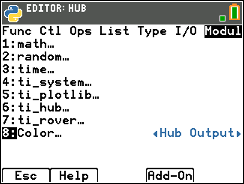 EDITOR: HUB
Func Ctl Ops List Type I/O Modul
1:math…
2:random…
3:time…
4:ti_system…
5:ti_plotlib…
6:ti_hub…
7:ti_rover…
8:Color… ◂Hub Output▸
Esc Help Add-On